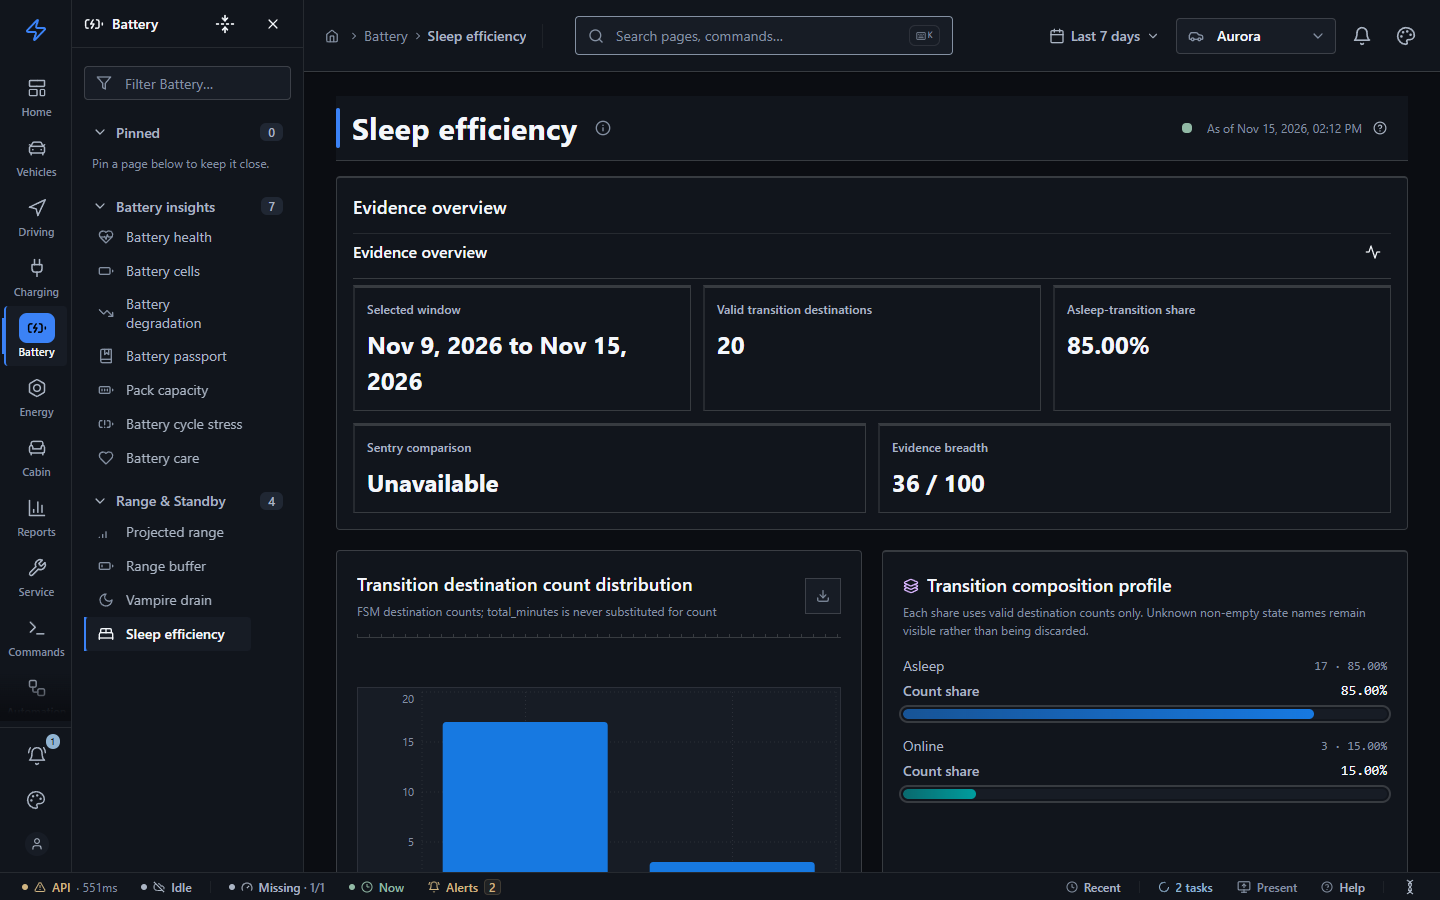 Battery
Battery
Sleep efficiency
Search pages, commands...
K
Last 7 days
Aurora
Home
Vehicles
Driving
Charging
Battery
Energy
Cabin
Reports
Service
Commands
1
Filter Battery...
Pinned
0
Pin a page below to keep it close.
Battery insights
7
Battery health
Battery cells
Battery
degradation
Battery passport
Pack capacity
Battery cycle stress
Battery care
Range & Standby
4
Projected range
Range buffer
Vampire drain
Sleep efficiency
Sleep efficiency
As of Nov 15, 2026, 02:12 PM
Evidence overview
Evidence overview
Selected window
Nov 9, 2026 to Nov 15,
2026
Valid transition destinations
20
Asleep-transition share
85.00%
Sentry comparison
Unavailable
Evidence breadth
36 / 100
Transition destination count distribution
FSM destination counts; total_minutes is never substituted for count
20
15
10
5
Transition composition profile
Each share uses valid destination counts only. Unknown non-empty state names remain
visible rather than being discarded.
Asleep
17 · 85.00%
Count share
85.00%
Online
3 · 15.00%
Count share
15.00%
API · 551ms
Idle
Missing · 1/1
Now
Alerts 2
Recent
2 tasks
Present
Help